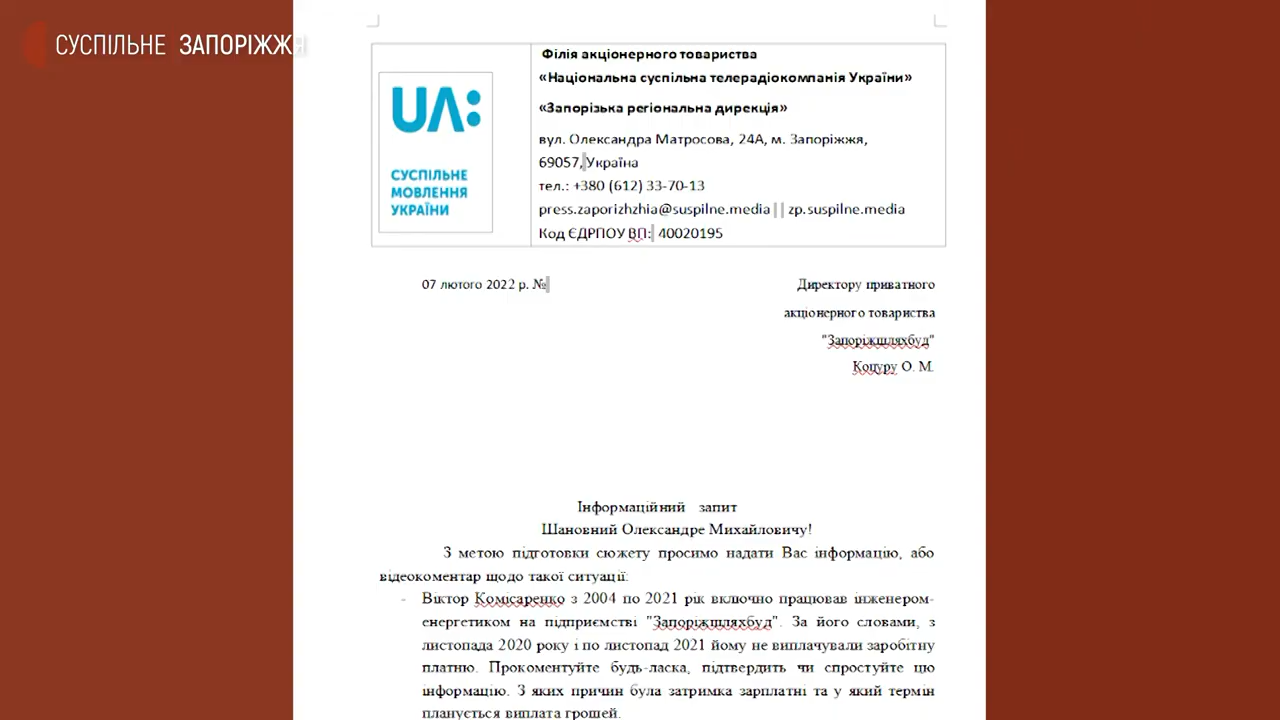 СУСПІЛЬНЕ ЗАПОРІЖЖЯ
Філія акціонерного товариства
«Національна суспільна телерадіокомпанія України»
«Запорізька регіональна дирекція»
UA:
СУСПІЛЬНЕ
МОВЛЕННЯ
УКРАЇНИ
вул. Олександра Матросова, 24А, м. Запоріжжя,
69057, Україна
тел.: +380 (612) 33-70-13
press.zaporizhzhia@suspilne.media || zp.suspilne.media
Код ЄДРПОУ ВП: 40020195
07 лютого 2022 р. №
Директору приватного
акціонерного товариства
"Запоріжшляхбуд"
Коцуру О. М.
Інформаційний запит
Шановний Олександре Михайловичу!
З метою підготовки сюжету просимо надати Вас інформацію, або
відеокоментар щодо такої ситуації:
- Віктор Комісаренко з 2004 по 2021 рік включно працював інженером-
енергетиком на підприємстві "Запоріжшляхбуд". За його словами, з
листопада 2020 року і по листопад 2021 йому не виплачували заробітну
платню. Прокоментуйте будь-ласка, підтвердить чи спростуйте цю
інформацію. З яких причин була затримка зарплатні та у який термін
планується виплата грошей.